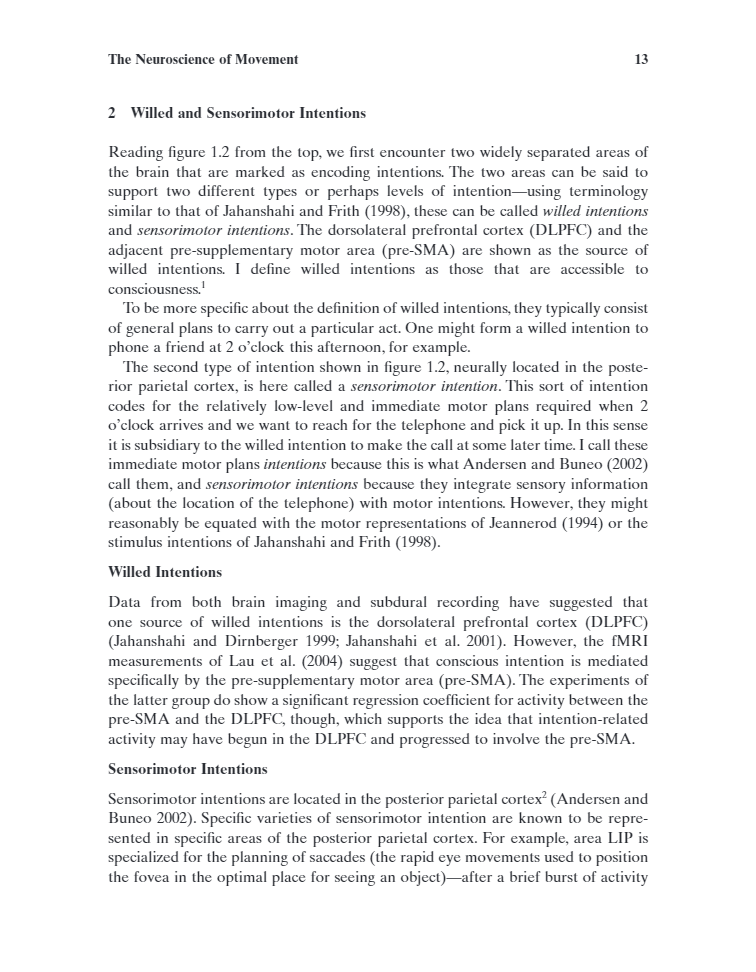 The Neuroscience of Movement 13
2 Willed and Sensorimotor Intentions
Reading figure 1.2 from the top, we first encounter two widely separated areas of
the brain that are marked as encoding intentions. The two areas can be said to
support two different types or perhaps levels of intention—using terminology
similar to that of Jahanshahi and Frith (1998), these can be called willed intentions
and sensorimotor intentions. The dorsolateral prefrontal cortex (DLPFC) and the
adjacent pre-supplementary motor area (pre-SMA) are shown as the source of
willed intentions. I define willed intentions as those that are accessible to
consciousness.1
To be more specific about the definition of willed intentions, they typically consist
of general plans to carry out a particular act. One might form a willed intention to
phone a friend at 2 o’clock this afternoon, for example.
The second type of intention shown in figure 1.2, neurally located in the poste-
rior parietal cortex, is here called a sensorimotor intention. This sort of intention
codes for the relatively low-level and immediate motor plans required when 2
o’clock arrives and we want to reach for the telephone and pick it up. In this sense
it is subsidiary to the willed intention to make the call at some later time. I call these
immediate motor plans intentions because this is what Andersen and Buneo (2002)
call them, and sensorimotor intentions because they integrate sensory information
(about the location of the telephone) with motor intentions. However, they might
reasonably be equated with the motor representations of Jeannerod (1994) or the
stimulus intentions of Jahanshahi and Frith (1998).
Willed Intentions
Data from both brain imaging and subdural recording have suggested that
one source of willed intentions is the dorsolateral prefrontal cortex (DLPFC)
(Jahanshahi and Dirnberger 1999; Jahanshahi et al. 2001). However, the fMRI
measurements of Lau et al. (2004) suggest that conscious intention is mediated
specifically by the pre-supplementary motor area (pre-SMA). The experiments of
the latter group do show a significant regression coefficient for activity between the
pre-SMA and the DLPFC, though, which supports the idea that intention-related
activity may have begun in the DLPFC and progressed to involve the pre-SMA.
Sensorimotor Intentions
Sensorimotor intentions are located in the posterior parietal cortex2 (Andersen and
Buneo 2002). Specific varieties of sensorimotor intention are known to be repre-
sented in specific areas of the posterior parietal cortex. For example, area LIP is
specialized for the planning of saccades (the rapid eye movements used to position
the fovea in the optimal place for seeing an object)—after a brief burst of activity